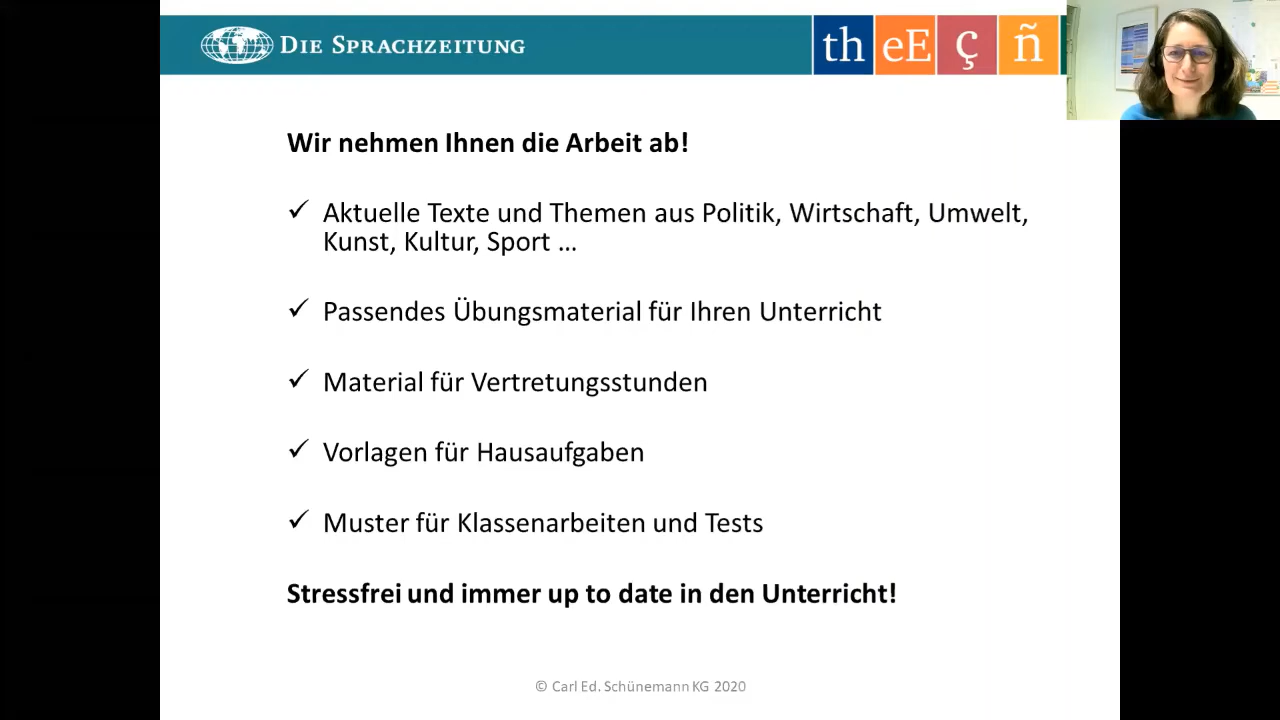 DIE SPRACHZEITUNG
th eE ç ñ
Wir nehmen Ihnen die Arbeit ab!
✓ Aktuelle Texte und Themen aus Politik, Wirtschaft, Umwelt,
Kunst, Kultur, Sport …
✓ Passendes Übungsmaterial für Ihren Unterricht
✓ Material für Vertretungsstunden
✓ Vorlagen für Hausaufgaben
✓ Muster für Klassenarbeiten und Tests
Stressfrei und immer up to date in den Unterricht!
© Carl Ed. Schünemann KG 2020